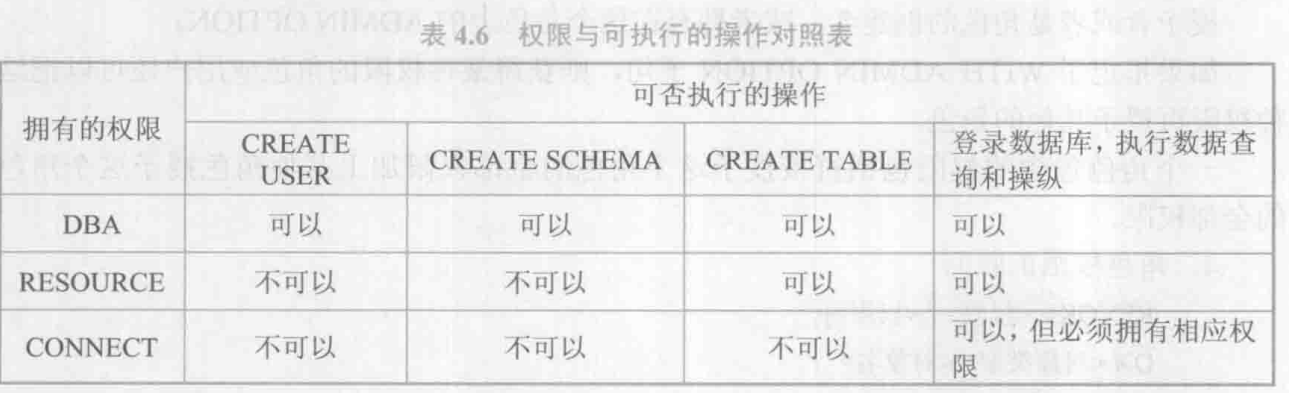 表 4.6 权限与可执行的操作对照表
拥有的权限 可否执行的操作
CREATE USER CREATE SCHEMA CREATE TABLE 登录数据库，执行数据查询和操纵
DBA 可以 可以 可以 可以
RESOURCE 不可以 不可以 可以 可以
CONNECT 不可以 不可以 不可以 可以，但必须拥有相应权限